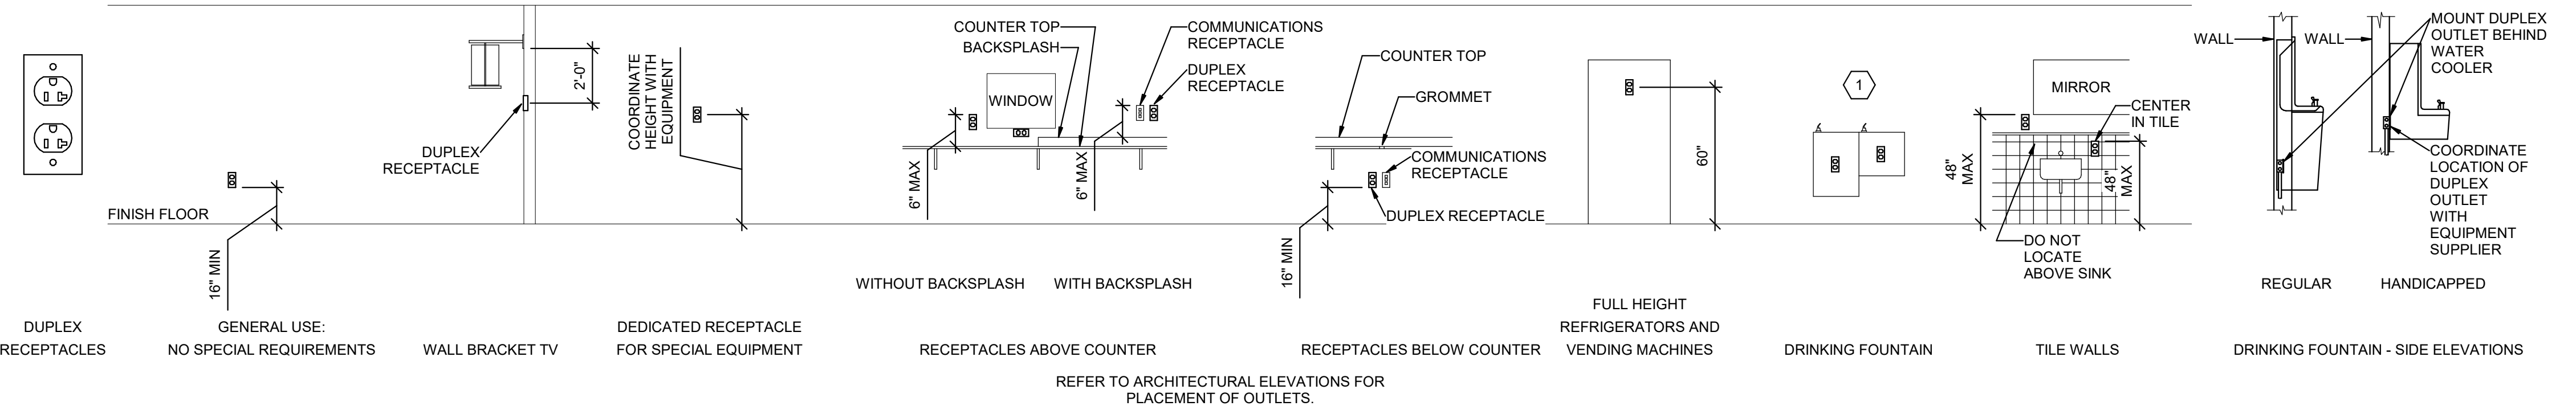 DUPLEX
RECEPTACLES
FINISH FLOOR
16" MIN
GENERAL USE:
NO SPECIAL REQUIREMENTS
2'-0"
DUPLEX
RECEPTACLE
WALL BRACKET TV
COORDINATE
HEIGHT WITH
EQUIPMENT
DEDICATED RECEPTACLE
FOR SPECIAL EQUIPMENT
COUNTER TOP
BACKSPLASH
COMMUNICATIONS
RECEPTACLE
DUPLEX
RECEPTACLE
WINDOW
6" MAX
6" MAX
WITHOUT BACKSPLASH
WITH BACKSPLASH
RECEPTACLES ABOVE COUNTER
COUNTER TOP
GROMMET
COMMUNICATIONS
RECEPTACLE
DUPLEX RECEPTACLE
16" MIN
RECEPTACLES BELOW COUNTER
REFER TO ARCHITECTURAL ELEVATIONS FOR
PLACEMENT OF OUTLETS.
60"
FULL HEIGHT
REFRIGERATORS AND
VENDING MACHINES
1
DRINKING FOUNTAIN
MIRROR
CENTER
IN TILE
48"
MAX
48"
MAX
DO NOT
LOCATE
ABOVE SINK
TILE WALLS
WALL
WALL
MOUNT DUPLEX
OUTLET BEHIND
WATER
COOLER
COORDINATE
LOCATION OF
DUPLEX
OUTLET
WITH
EQUIPMENT
SUPPLIER
REGULAR
HANDICAPPED
DRINKING FOUNTAIN - SIDE ELEVATIONS